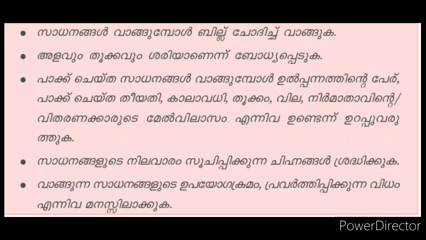 • സാധനങ്ങൾ വാങ്ങുമ്പോൾ ബില്ല് ചോദിച്ച് വാങ്ങുക.
• അളവും തൂക്കവും ശരിയാണെന്ന് ബോധ്യപ്പെടുക.
• പാക്ക് ചെയ്ത സാധനങ്ങൾ വാങ്ങുമ്പോൾ ഉൽപ്പന്നത്തിന്റെ പേര്,
പാക്ക് ചെയ്ത തീയതി, കാലാവധി, തൂക്കം, വില, നിർമാതാവിന്റെ/
വിതരണക്കാരുടെ മേൽവിലാസം എന്നിവ ഉണ്ടെന്ന് ഉറപ്പുവരു
ത്തുക.
• സാധനങ്ങളുടെ നിലവാരം സൂചിപ്പിക്കുന്ന ചിഹ്നങ്ങൾ ശ്രദ്ധിക്കുക.
• വാങ്ങുന്ന സാധനങ്ങളുടെ ഉപയോഗക്രമം, പ്രവർത്തിപ്പിക്കുന്ന വിധം
എന്നിവ മനസ്സിലാക്കുക.
PowerDirector